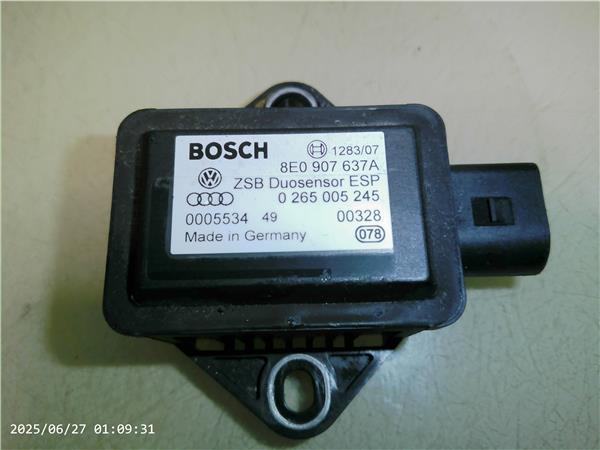 BOSCH 1283/07
8E0 907 637A
ZSB Duosensor ESP
0 265 005 245
0005534 49 00328
Made in Germany 078
2025/06/27 01:09:31